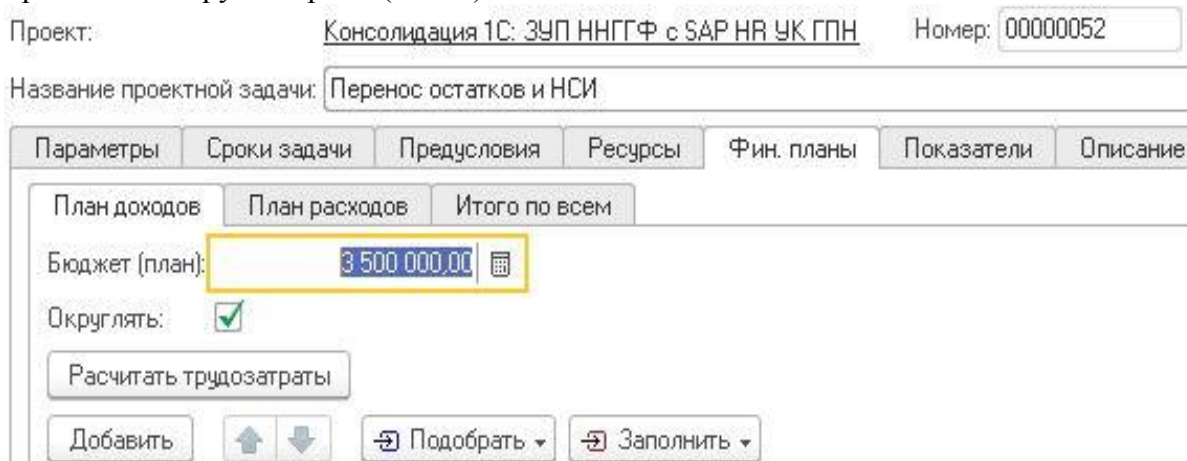 Проект: Консолидация 1С: ЗУП ННГГФ с SAP HR УК ГПН Номер: 00000052
Название проектной задачи: Перенос остатков и НСИ
Параметры Сроки задачи Предусловия Ресурсы Фин. планы Показатели Описание
План доходов План расходов Итого по всем
Бюджет (план): 3 500 000,00
Округлять:
Расчитать трудозатраты
Добавить Подобрать Заполнить